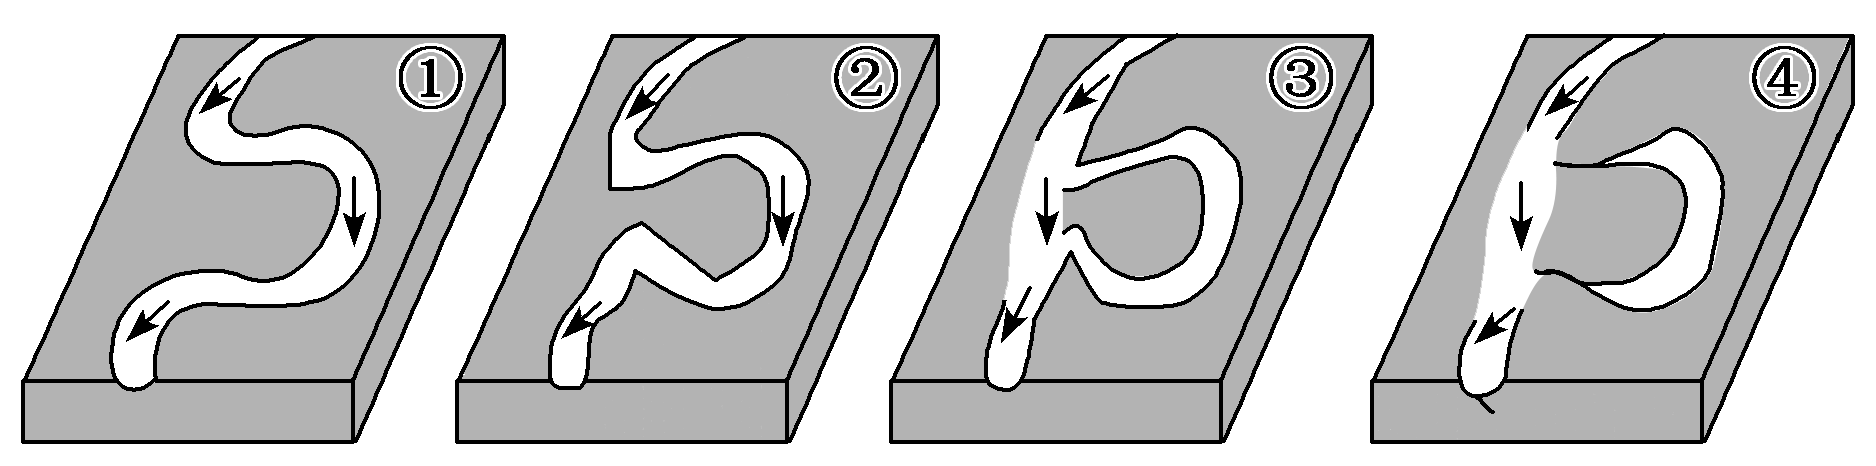 ① ② ③ ④